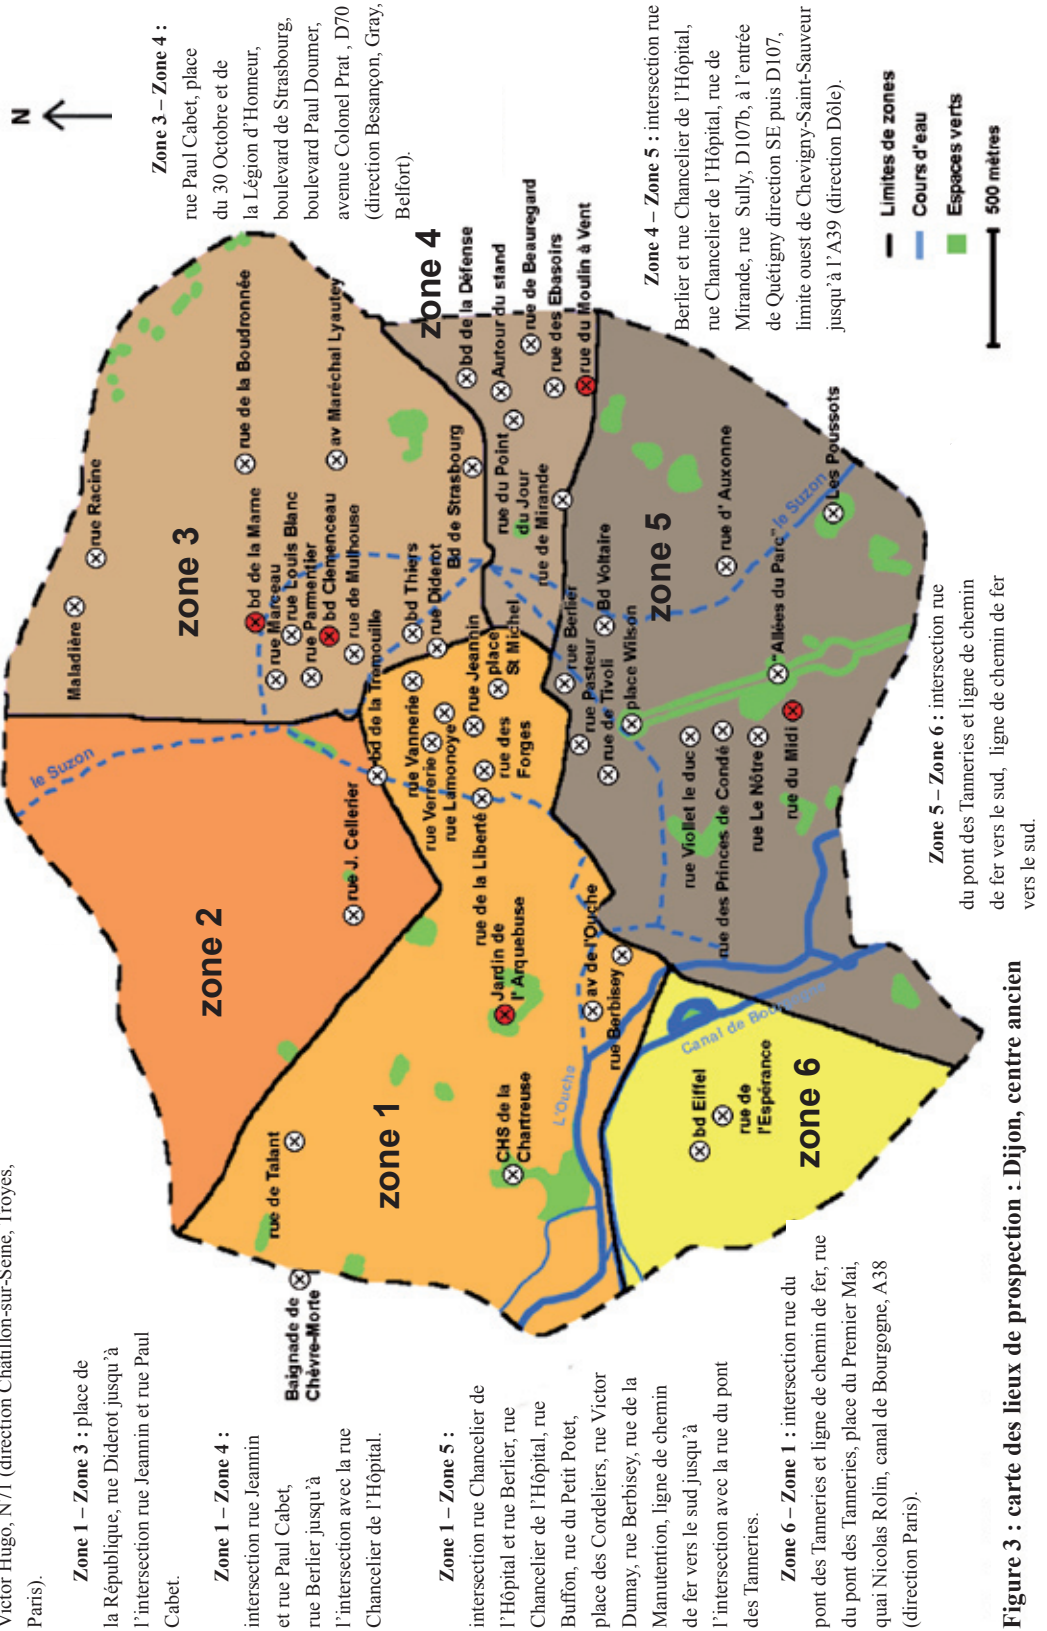 Victor Hugo, N71 (direction Chatillon-sur-Seine, Troyes,
Paris).
Zone 1 – Zone 3 : place de
la République, rue Diderot jusqu'à
l'intersection rue Jeannin et rue Paul
Cabet.
Zone 1 – Zone 4 :
intersection rue Jeannin
et rue Paul Cabet,
rue Berlier jusqu'à
l'intersection avec la rue
Chancelier de l'Hôpital.
Zone 1 – Zone 5 :
intersection rue Chancelier de
l'Hôpital et rue Berlier, rue
Chancelier de l'Hôpital, rue
Buffon, rue du Petit Potet,
place des Cordeliers, rue Victor
Dumay, rue Berbisey, rue de la
Manutention, ligne de chemin
de fer vers le sud jusqu'à
l'intersection avec la rue du pont
des Tanneries.
Zone 6 – Zone 1 : intersection rue du
pont des Tanneries et ligne de chemin de fer, rue
du pont des Tanneries, place du Premier Mai,
quai Nicolas Rolin, canal de Bourgogne, A38
(direction Paris).
Zone 3 – Zone 4 :
rue Paul Cabet, place
du 30 Octobre et de
la Légion d'Honneur,
boulevard de Strasbourg,
boulevard Paul Doumer,
avenue Colonel Prat , D70
(direction Besançon, Gray,
Belfort).
Zone 4 – Zone 5 : intersection rue
Berlier et rue Chancelier de l'Hôpital,
rue Chancelier de l'Hôpital, rue de
Mirande, rue Sully, D107b, à l'entrée
de Quétigny direction SE puis D107,
limite ouest de Chevigny-Saint-Sauveur
jusqu'à l'A39 (direction Dôle).
Zone 5 – Zone 6 : intersection rue
du pont des Tanneries et ligne de chemin
de fer vers le sud, ligne de chemin de fer
vers le sud.
N
Limites de zones
Cours d'eau
Espaces verts
500 mètres
zone 2
le Suzon
rue J. Cellerier
zone 3
Maladière
rue Racine
rue de la Boudronnée
av Maréchal Lyautey
bd de la Marne
rue Marceau
rue Louis Blanc
rue Parmentier
bd Clemenceau
rue de Mulhouse
bd Thiers
rue Diderot
Bd de Strasbourg
bd de la Trémouille
zone 4
bd de la Défense
Autour du stand
rue de Beauregard
rue des Ebasoirs
rue du Moulin à Vent
rue du Point
du Jour
rue de Mirande
zone 1
rue de Talant
Baignade de
Chèvre-Morte
CHS de la
Chartreuse
Jardin de
l'Arquebuse
rue Vannerie
rue Verrerie
rue Lamonoye
rue Jeannin
place
St Michel
rue des
Forges
rue de la Liberté
av de l'Ouche
rue Berbisey
L'Ouche
zone 5
rue Berlier
rue Pasteur
rue de Tivoli
Bd Voltaire
place Wilson
rue d' Auxonne
le Suzon
Les Poussots
"Allées du Parc"
rue Viollet le duc
rue des Princes de Condé
rue Le Nôtre
rue du Midi
zone 6
bd Eiffel
rue de
l'Espérance
Canal de Bourgogne
Figure 3 : carte des lieux de prospection : Dijon, centre ancien